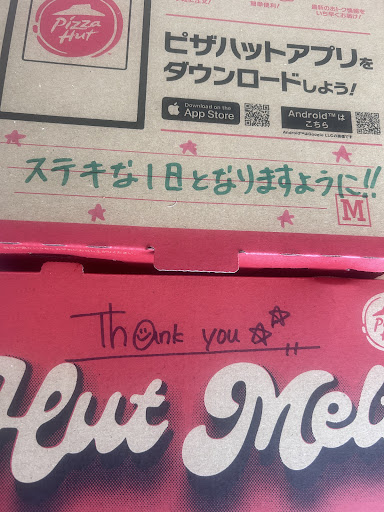 Pizza
Hut
ピザハットアプリを
ダウンロードしよう!
Download on the
App Store
Android™は
こちら
ステキな1日となりますように!!
M
Thank you
Hut Mel